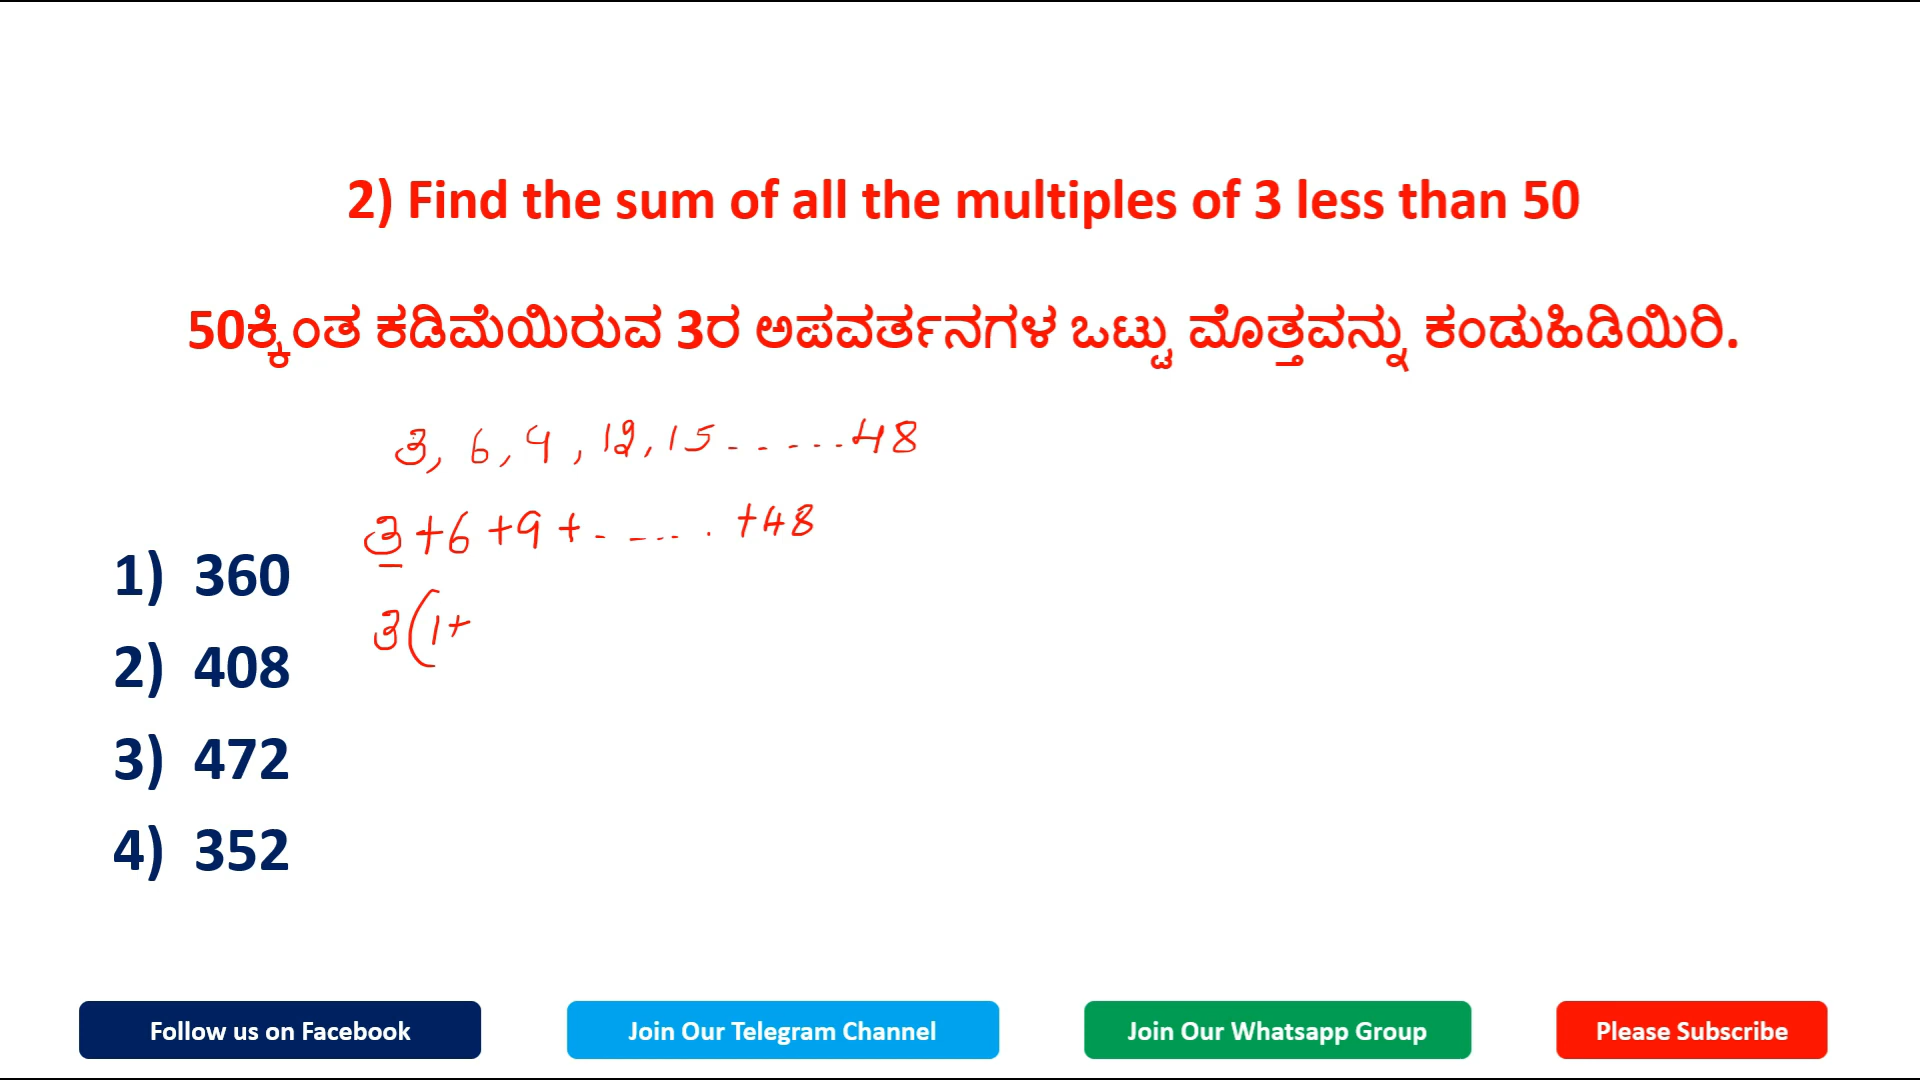 2) Find the sum of all the multiples of 3 less than 50
50ಕ್ಕಿಂತ ಕಡಿಮೆಯಿರುವ 3ರ ಅಪವರ್ತನಗಳ ಒಟ್ಟು ಮೊತ್ತವನ್ನು ಕಂಡುಹಿಡಿಯಿರಿ.
3, 6, 9, 12, 15 - - - - - - 48
3 + 6 + 9 + - - - - - . + 48
3(1+
1) 360
2) 408
3) 472
4) 352
Follow us on Facebook
Join Our Telegram Channel
Join Our Whatsapp Group
Please Subscribe